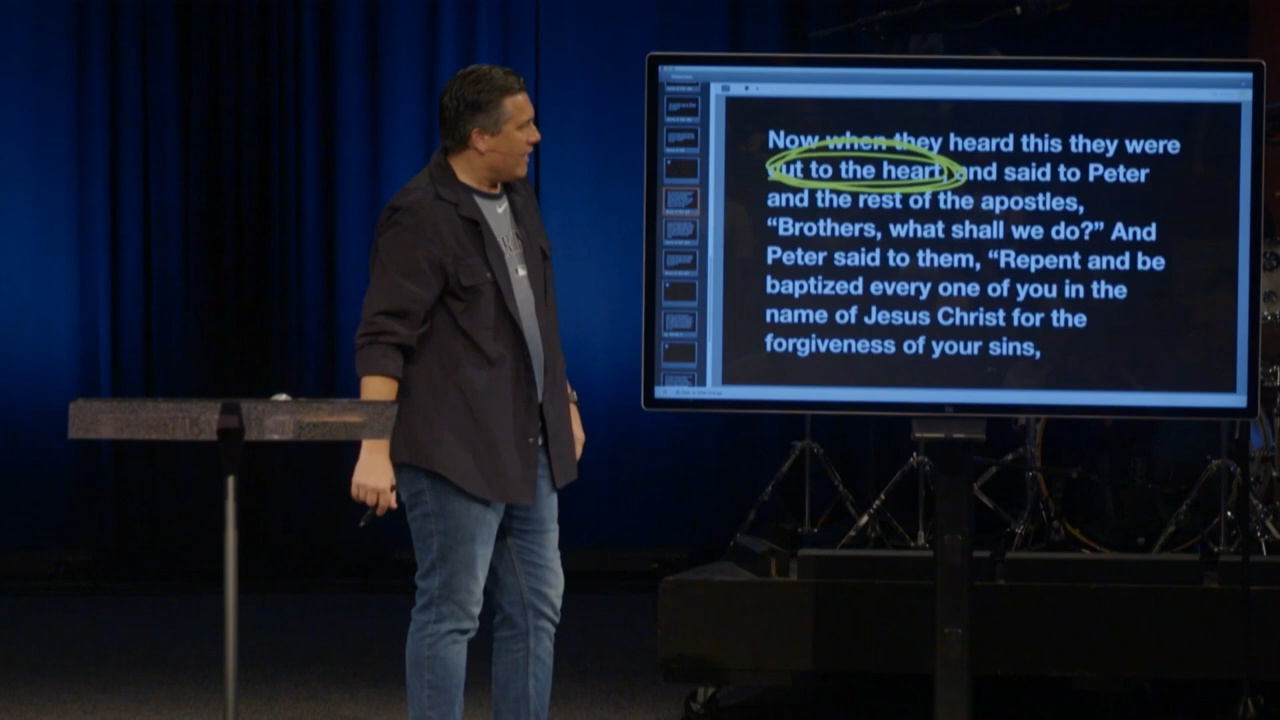 Now when they heard this they were
cut to the heart, and said to Peter
and the rest of the apostles,
“Brothers, what shall we do?” And
Peter said to them, “Repent and be
baptized every one of you in the
name of Jesus Christ for the
forgiveness of your sins,